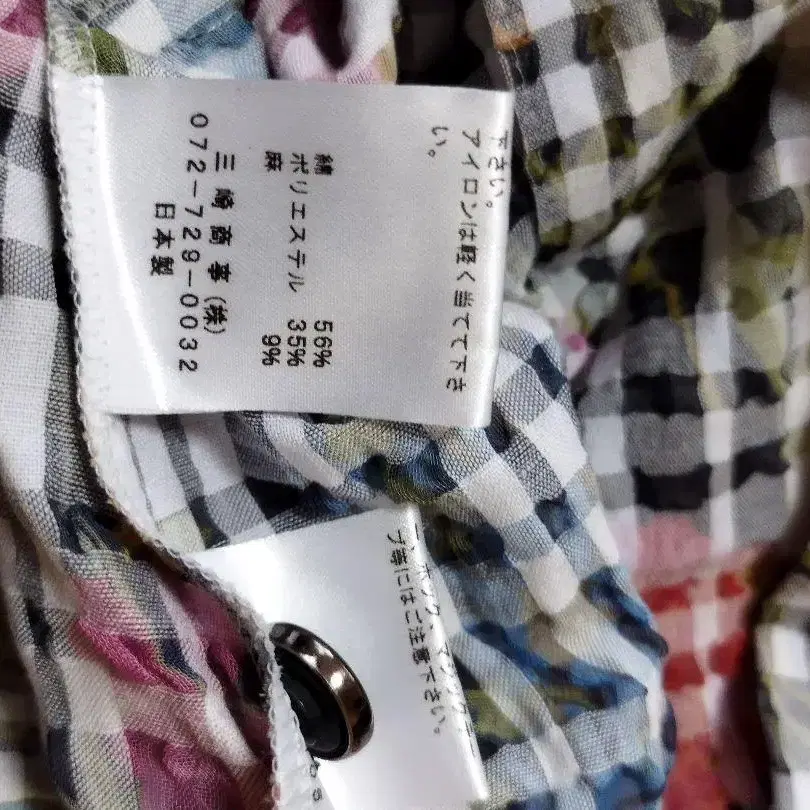 下さい。
アイロンは軽く当てて下さ
い。
綿 56%
ポリエステル 35%
麻 9%
三崎商事(株)
072-729-0032
日本製
プ等にはご注意下さい。